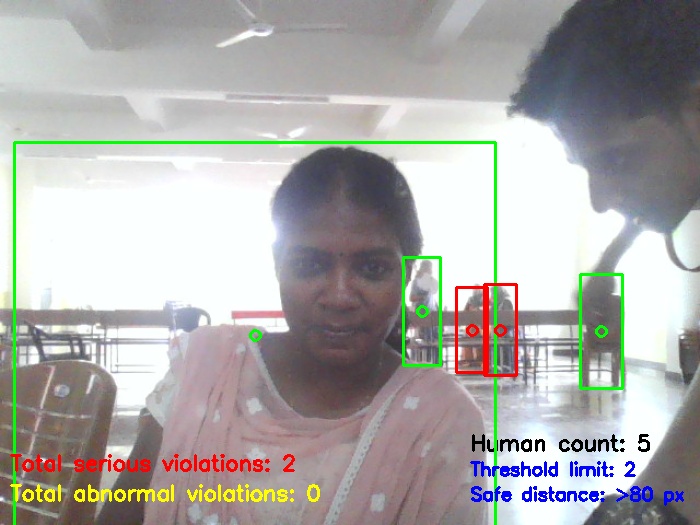 Total serious violations: 2
Total abnormal violations: 0
Human count: 5
Threshold limit: 2
Safe distance: >80 px